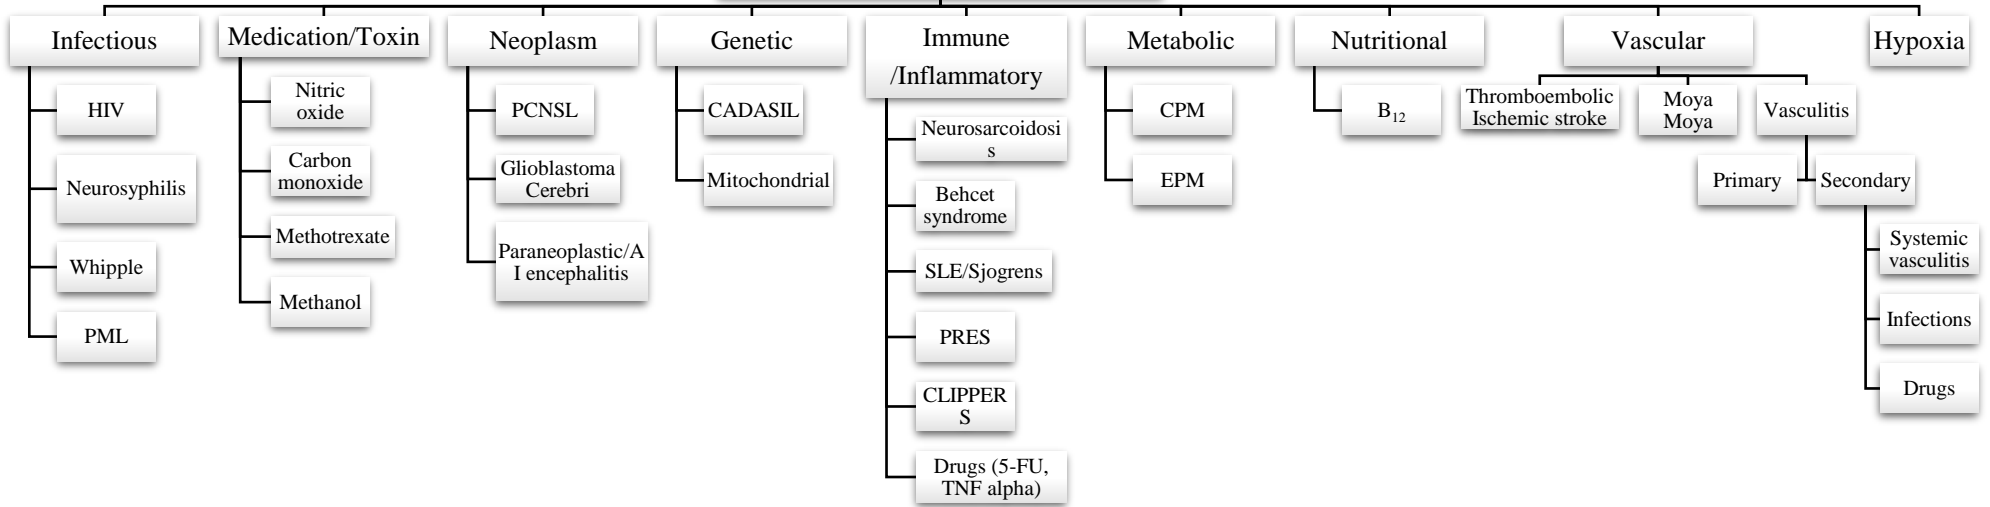 Infectious
HIV
Neurosyphilis
Whipple
PML
Medication/Toxin
Nitric
oxide
Carbon
monoxide
Methotrexate
Methanol
Neoplasm
PCNSL
Glioblastoma
Cerebri
Paraneoplastic/A
I encephalitis
Genetic
CADASIL
Mitochondrial
Immune
/Inflammatory
Neurosarcoidosi
s
Behcet
syndrome
SLE/Sjogrens
PRES
CLIPPER
S
Drugs (5-FU,
TNF alpha)
Metabolic
CPM
EPM
Nutritional
B₁₂
Vascular
Thromboembolic
Ischemic stroke
Moya
Moya
Vasculitis
Primary
Secondary
Systemic
vasculitis
Infections
Drugs
Hypoxia